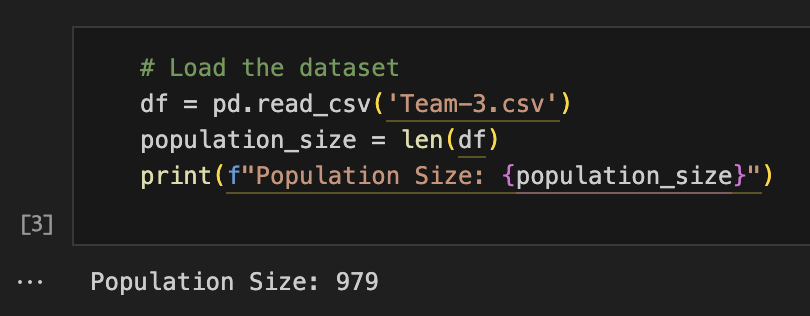 # Load the dataset
df = pd.read_csv('Team-3.csv')
population_size = len(df)
print(f"Population Size: {population_size}")
[3]
... Population Size: 979